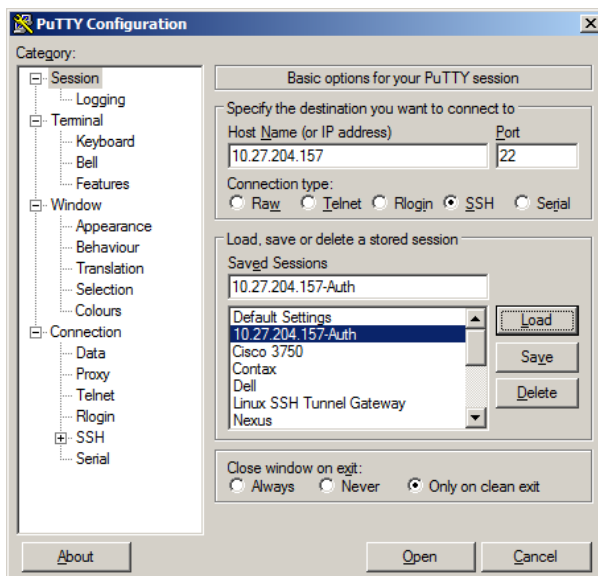 PuTTY Configuration
Category:
Session
Logging
Terminal
Keyboard
Bell
Features
Window
Appearance
Behaviour
Translation
Selection
Colours
Connection
Data
Proxy
Telnet
Rlogin
SSH
Serial
Basic options for your PuTTY session
Specify the destination you want to connect to
Host Name (or IP address) Port
10.27.204.157 22
Connection type:
Raw Telnet Rlogin SSH Serial
Load, save or delete a stored session
Saved Sessions
10.27.204.157-Auth
Default Settings
10.27.204.157-Auth
Cisco 3750
Contax
Dell
Linux SSH Tunnel Gateway
Nexus
Load
Save
Delete
Close window on exit:
Always Never Only on clean exit
About Open Cancel